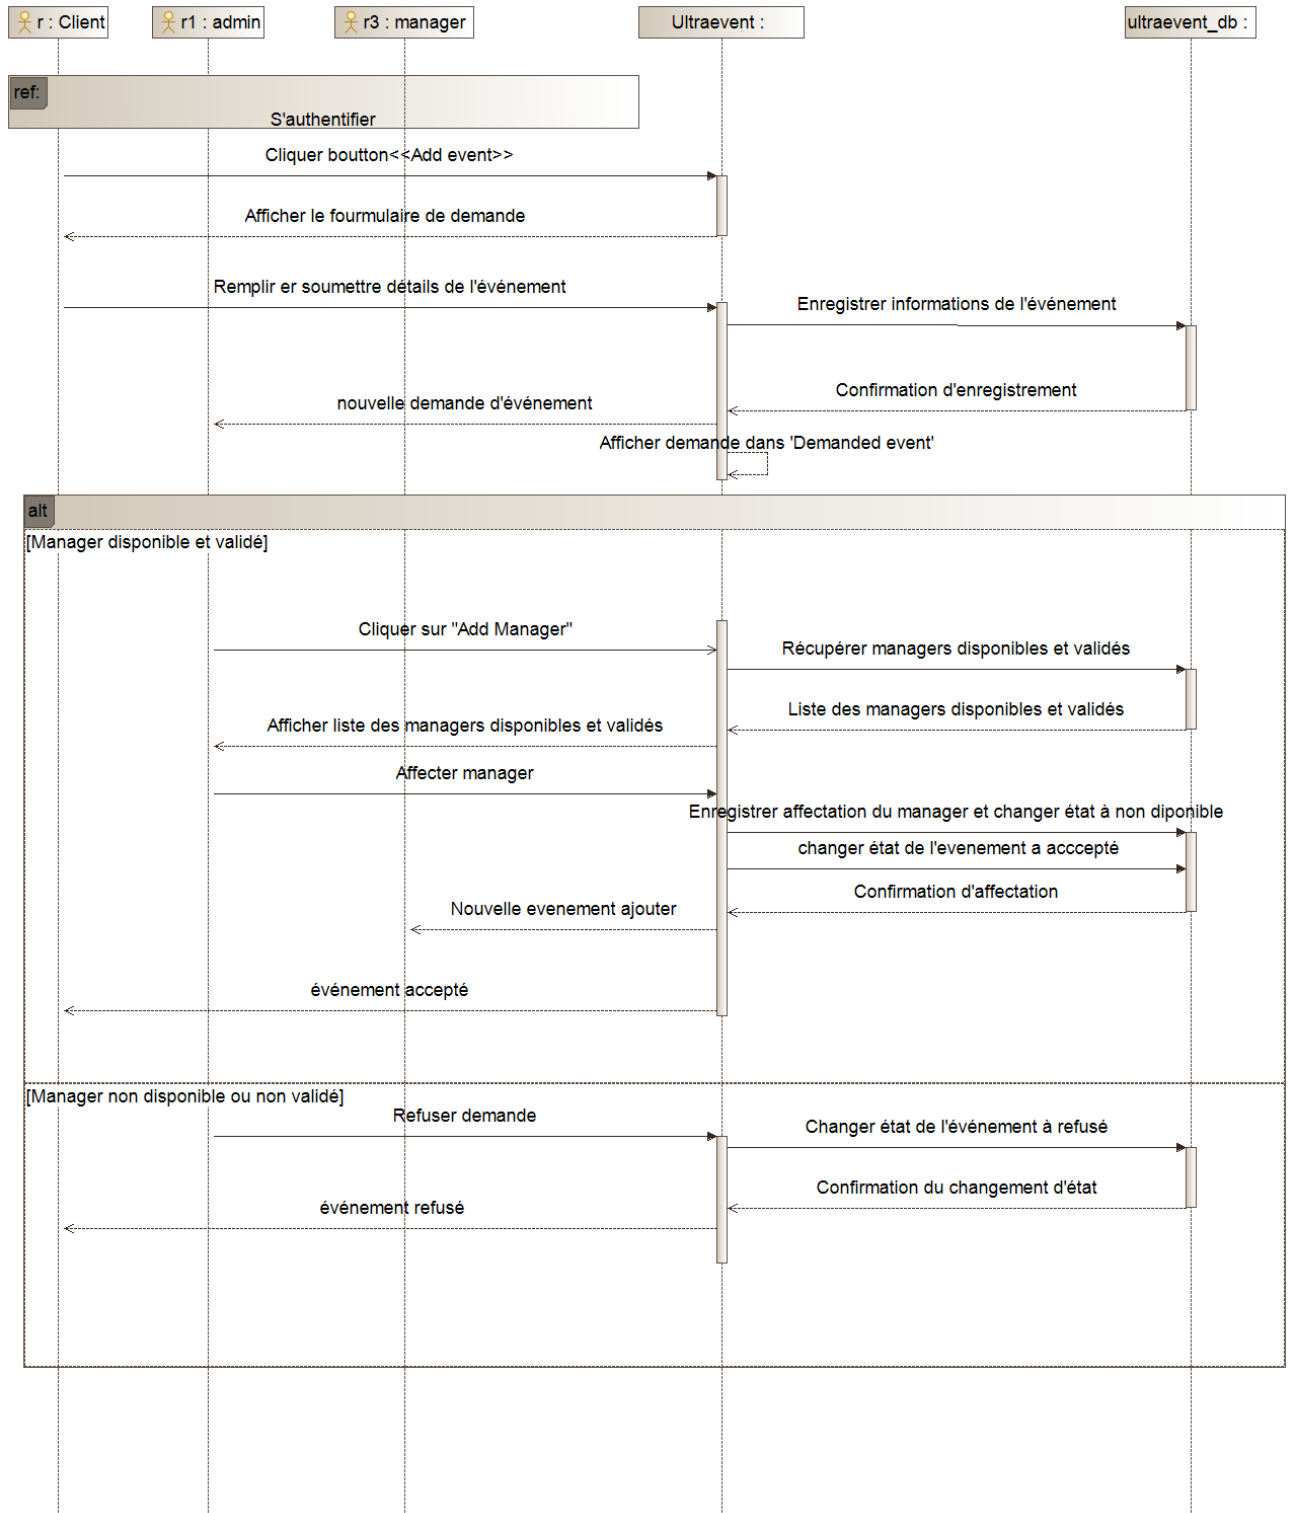 r : Client
r1 : admin
r3 : manager
Ultraevent :
ultraevent_db :
ref:
S'authentifier
Cliquer boutton<<Add event>>
Afficher le fourmulaire de demande
Remplir er soumettre détails de l'événement
Enregistrer informations de l'événement
Confirmation d'enregistrement
nouvelle demande d'événement
Afficher demande dans 'Demanded event'
alt
[Manager disponible et validé]
Cliquer sur "Add Manager"
Récupérer managers disponibles et validés
Liste des managers disponibles et validés
Afficher liste des managers disponibles et validés
Affecter manager
Enregistrer affectation du manager et changer état à non diponible
changer état de l'evenement a acccepté
Confirmation d'affectation
Nouvelle evenement ajouter
événement accepté
[Manager non disponible ou non validé]
Refuser demande
Changer état de l'événement à refusé
Confirmation du changement d'état
événement refusé